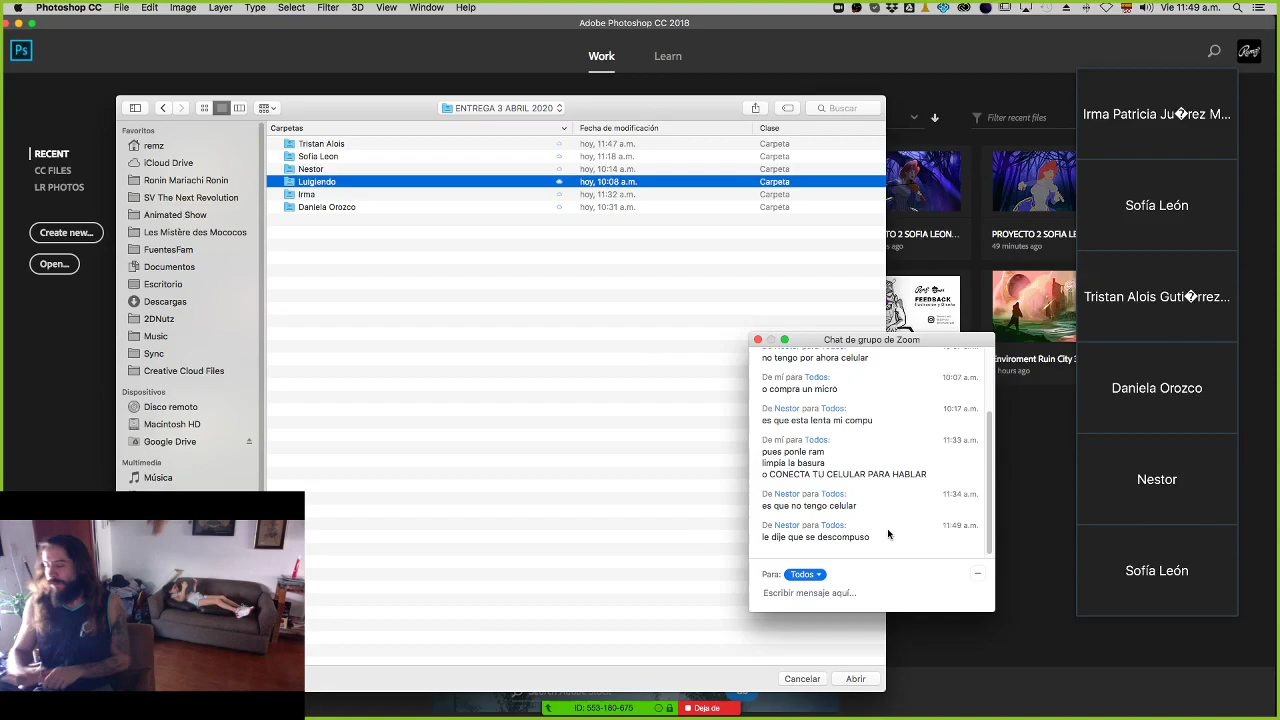 Photoshop CC File Edit Image Layer Type Select Filter 3D View Window Help
Vie 11:49 a.m.
Adobe Photoshop CC 2018
Ps
Work Learn
RECENT
CC FILES
LR PHOTOS
Create new...
Open...
Filter recent files
ENTREGA 3 ABRIL 2020
Buscar
Favoritos
remz
iCloud Drive
Ronin Mariachi Ronin
SV The Next Revolution
Animated Show
Les Mistère des Mococos
FuentesFam
Documentos
Escritorio
Descargas
2DNutz
Music
Sync
Creative Cloud Files
Dispositivos
Disco remoto
Macintosh HD
Google Drive
Multimedia
Música
Carpetas Fecha de modificación Clase
Tristan Alois hoy, 11:47 a.m. Carpeta
Sofia Leon hoy, 11:18 a.m. Carpeta
Nestor hoy, 10:14 a.m. Carpeta
Luigiendo hoy, 10:08 a.m. Carpeta
Irma hoy, 11:32 a.m. Carpeta
Daniela Orozco hoy, 10:31 a.m. Carpeta
Cancelar Abrir
PROYECTO 2 SOFIA LEON...
PROYECTO 2 SOFIA LE
49 minutes ago
FEEDBACK
Enviroment Ruin City 3
hours ago
Chat de grupo de Zoom
no tengo por ahora celular
De mí para Todos: 10:07 a.m.
o compra un micro
De Nestor para Todos: 10:17 a.m.
es que esta lenta mi compu
De mí para Todos: 11:33 a.m.
pues ponle ram
limpia la basura
o CONECTA TU CELULAR PARA HABLAR
De Nestor para Todos: 11:34 a.m.
es que no tengo celular
De Nestor para Todos: 11:49 a.m.
le dije que se descompuso
Para: Todos
Escribir mensaje aquí...
Irma Patricia Ju�rez M...
Sofía León
Tristan Alois Guti�rrez...
Daniela Orozco
Nestor
Sofía León
ID: 553-180-675
Deja de